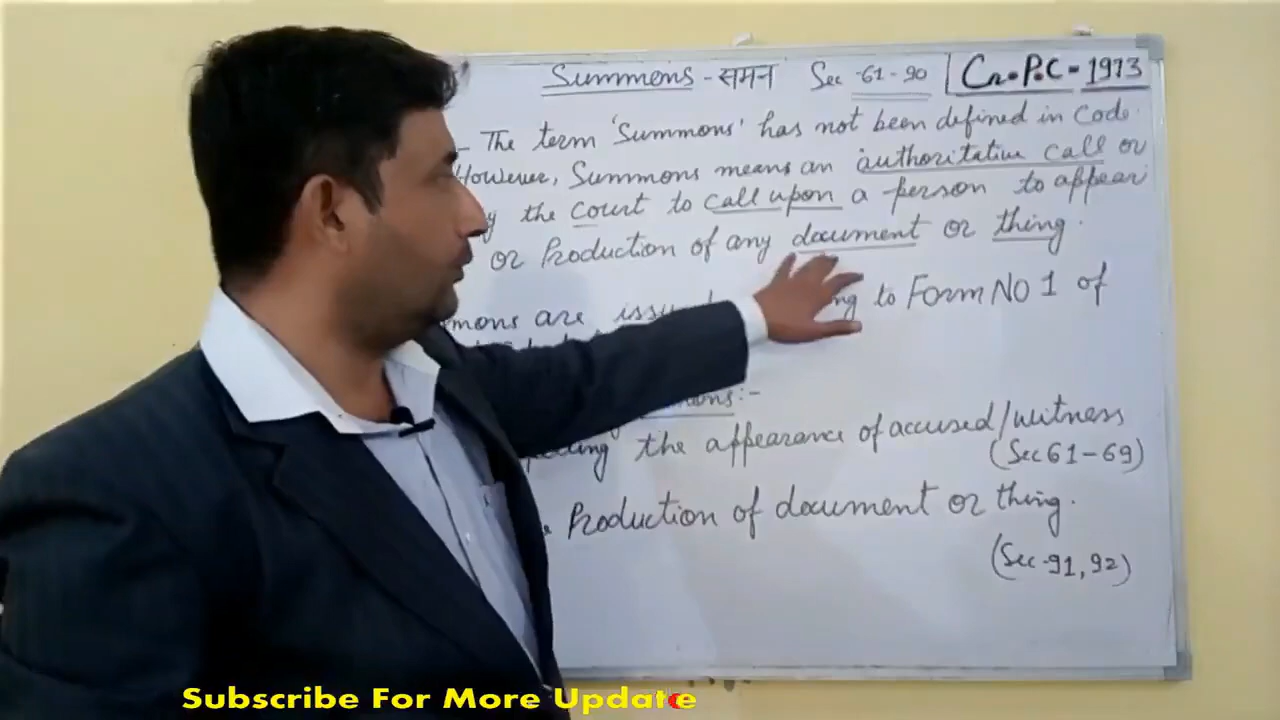 Summons - समन Sec -61-90 Cr.P.C-1973
- The term 'Summons' has not been defined in Code.
However, Summons means an authoritative call or
the Court to call upon a person to appear
or Production of any document or thing.
are to Form No 1 of
:-
the appearance of accused/witness
(Sec 61-69)
Production of document or thing.
(Sec-91,92)
Subscribe For More Update